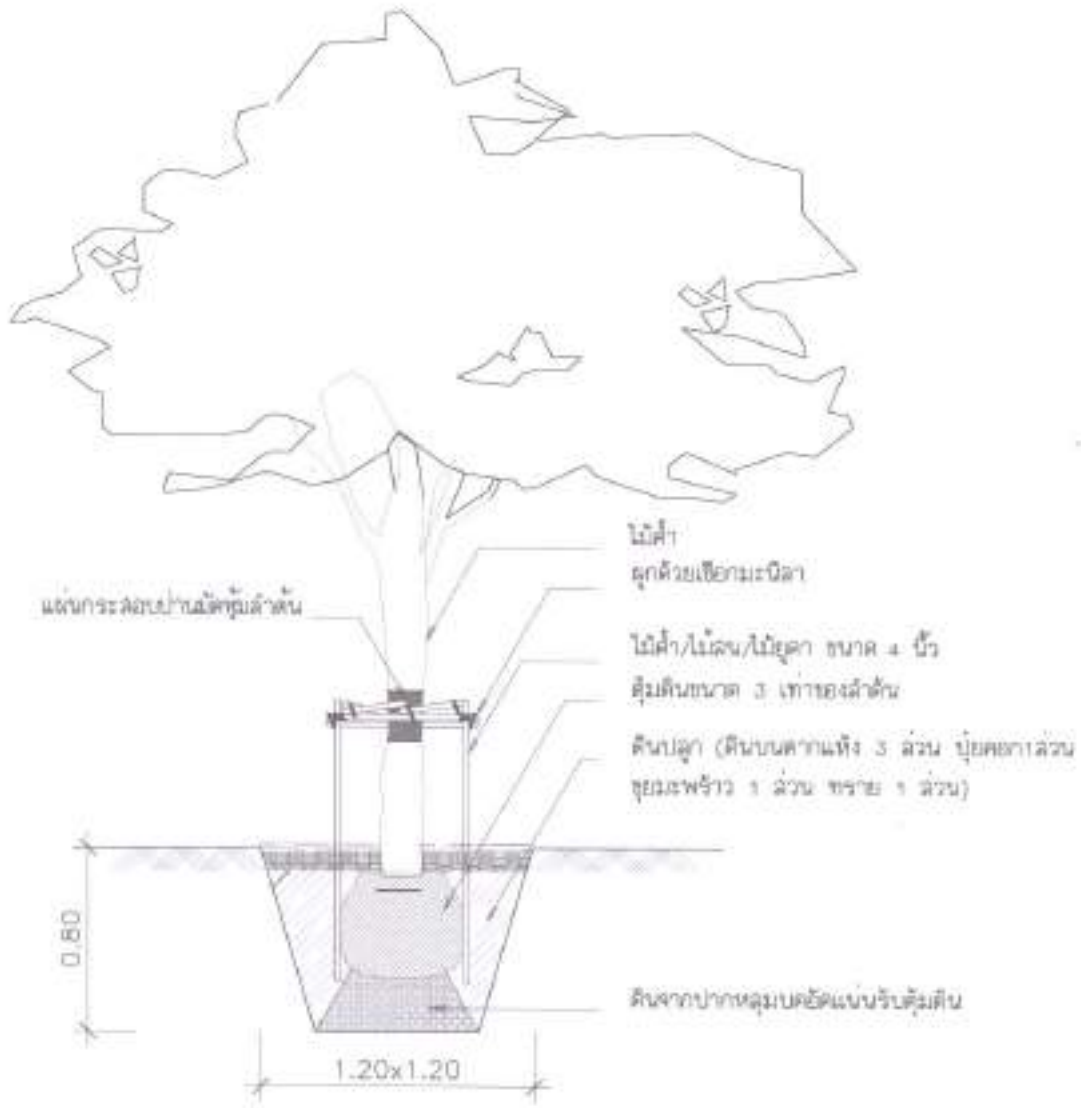 ไม้ค้ำ
ผูกด้วยเชือกมะนิลา
แผ่นกระสอบป่านมัดหุ้มลำต้น
ไม้ค้ำ/ไม้สน/ไม้ยูคา ขนาด 4 นิ้ว
ตุ้มดินขนาด 3 เท่าของลำต้น
ดินปลูก (ดินบนตากแห้ง 3 ส่วน ปุ๋ยคอก1ส่วน
ขุยมะพร้าว 1 ส่วน ทราย 1 ส่วน)
0.80
ดินจากปากหลุมบดอัดแน่นรับตุ้มดิน
1.20x1.20